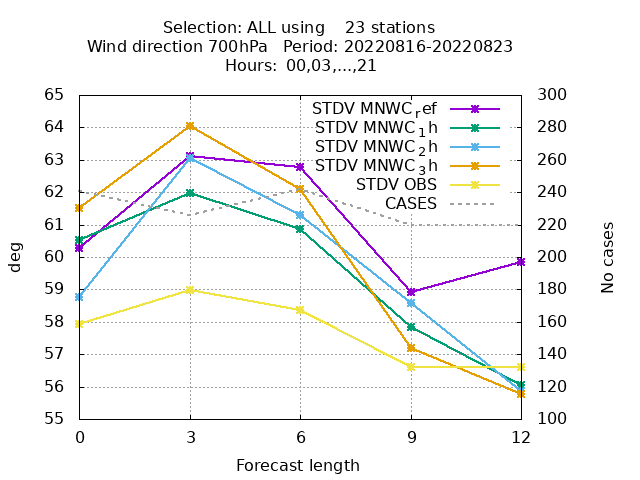 Selection: ALL using    23 stations
Wind direction 700hPa   Period: 20220816-20220823
Hours: 00,03,...,21
65
64
63
62
61
60
59
58
57
56
55
300
280
260
240
220
200
180
160
140
120
100
STDV MNWC_ref
STDV MNWC_1h
STDV MNWC_2h
STDV MNWC_3h
STDV OBS
CASES
deg
No cases
0 3 6 9 12
Forecast length